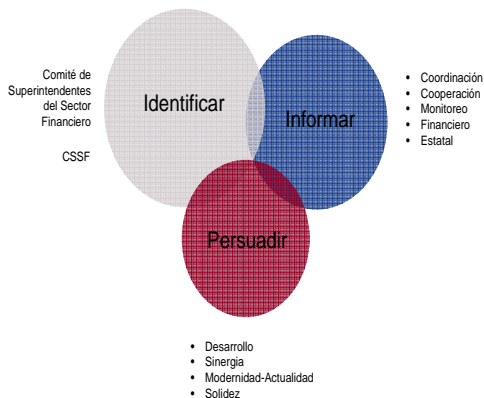 Comité de
Superintendentes
del Sector
Financiero
CSSF
Identificar
Informar
• Coordinación
• Cooperación
• Monitoreo
• Financiero
• Estatal
Persuadir
• Desarrollo
• Sinergia
• Modernidad-Actualidad
• Solidez